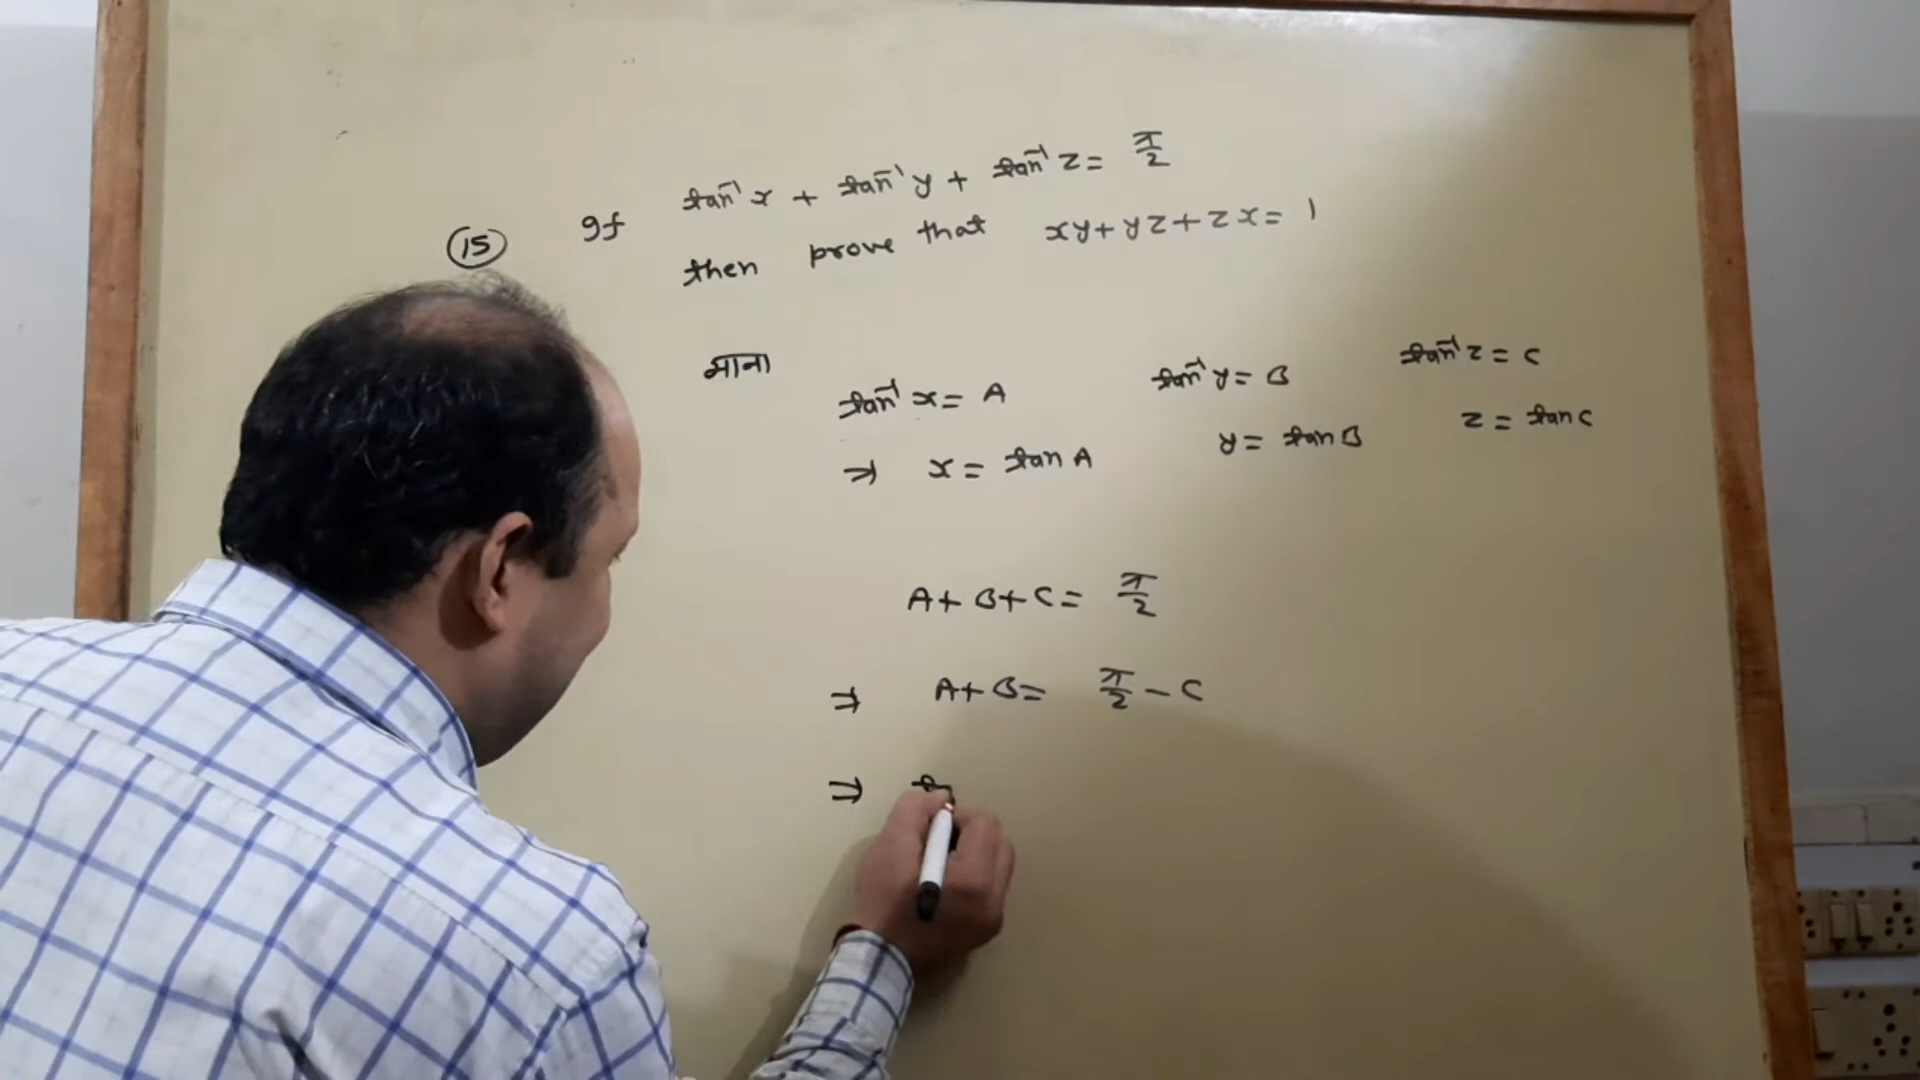 (15) If tan⁻¹x + tan⁻¹y + tan⁻¹z = π/2
then prove that xy+yz+zx = 1
माना
tan⁻¹x = A tan⁻¹y = B tan⁻¹z = C
⇒ x = tan A y = tan B z = tan C
A+B+C = π/2
⇒ A+B = π/2 - C
⇒